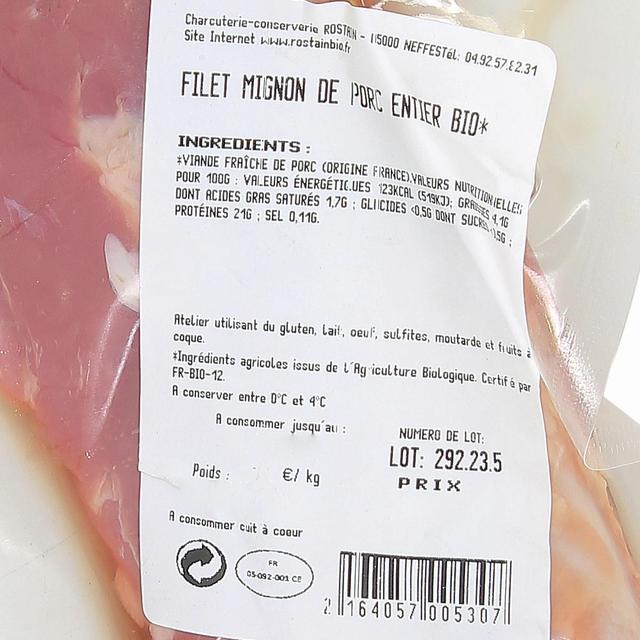 Charcuterie-conserverie ROSTAIN - 05000 NEFFES Tél: 04.92.57.82.31
Site Internet www.rostainbio.fr
FILET MIGNON DE PORC ENTIER BIO*
INGREDIENTS :
*VIANDE FRAÎCHE DE PORC (ORIGINE FRANCE).VALEURS NUTRITIONNELLES
POUR 100G : VALEURS ÉNERGÉTIQUES 123KCAL (519KJ); GRAISSES 4,1G
DONT ACIDES GRAS SATURÉS 1,7G ; GLUCIDES <0,5G DONT SUCRES <0,5G ;
PROTÉINES 21G ; SEL 0,11G.
Atelier utilisant du gluten, lait, oeuf, sulfites, moutarde et fruits à
coque.
*Ingrédients agricoles issus de l'Agriculture Biologique. Certifié par
FR-BIO-12.
A conserver entre 0°C et 4°C
A consommer jusqu'au :
NUMERO DE LOT:
LOT: 292.23.5
Poids : €/ kg
PRIX
A consommer cuit à coeur
FR
05-092-001 CE
2 164057 005307